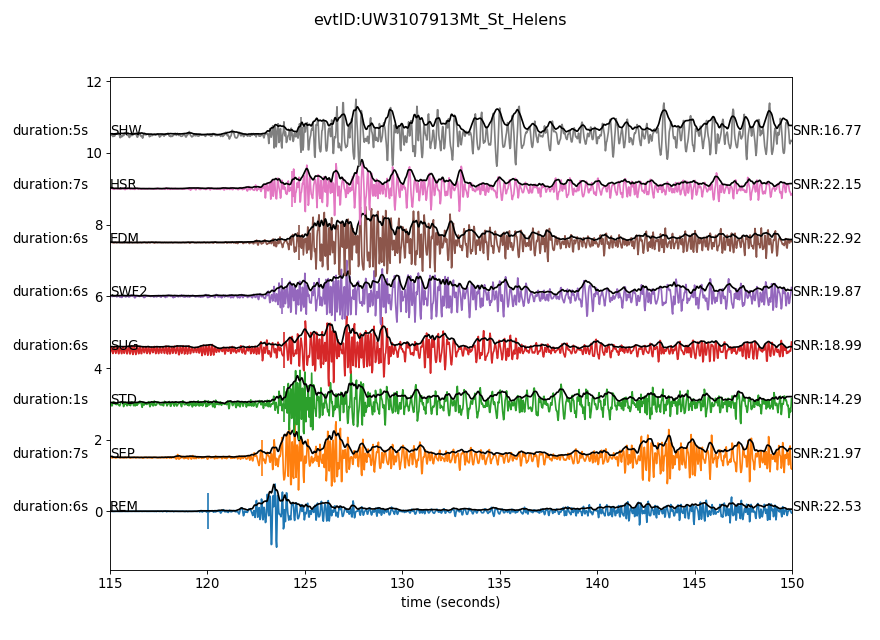 evtID:UW3107913Mt_St_Helens
12
duration:5s SHW SNR:16.77
10
duration:7s HSR SNR:22.15
8
duration:6s EDM SNR:22.92
duration:6s SWF2 SNR:19.87
6
duration:6s SUG SNR:18.99
4
duration:1s STD SNR:14.29
2
duration:7s SEP SNR:21.97
duration:6s REM SNR:22.53
0
115 120 125 130 135 140 145 150
time (seconds)